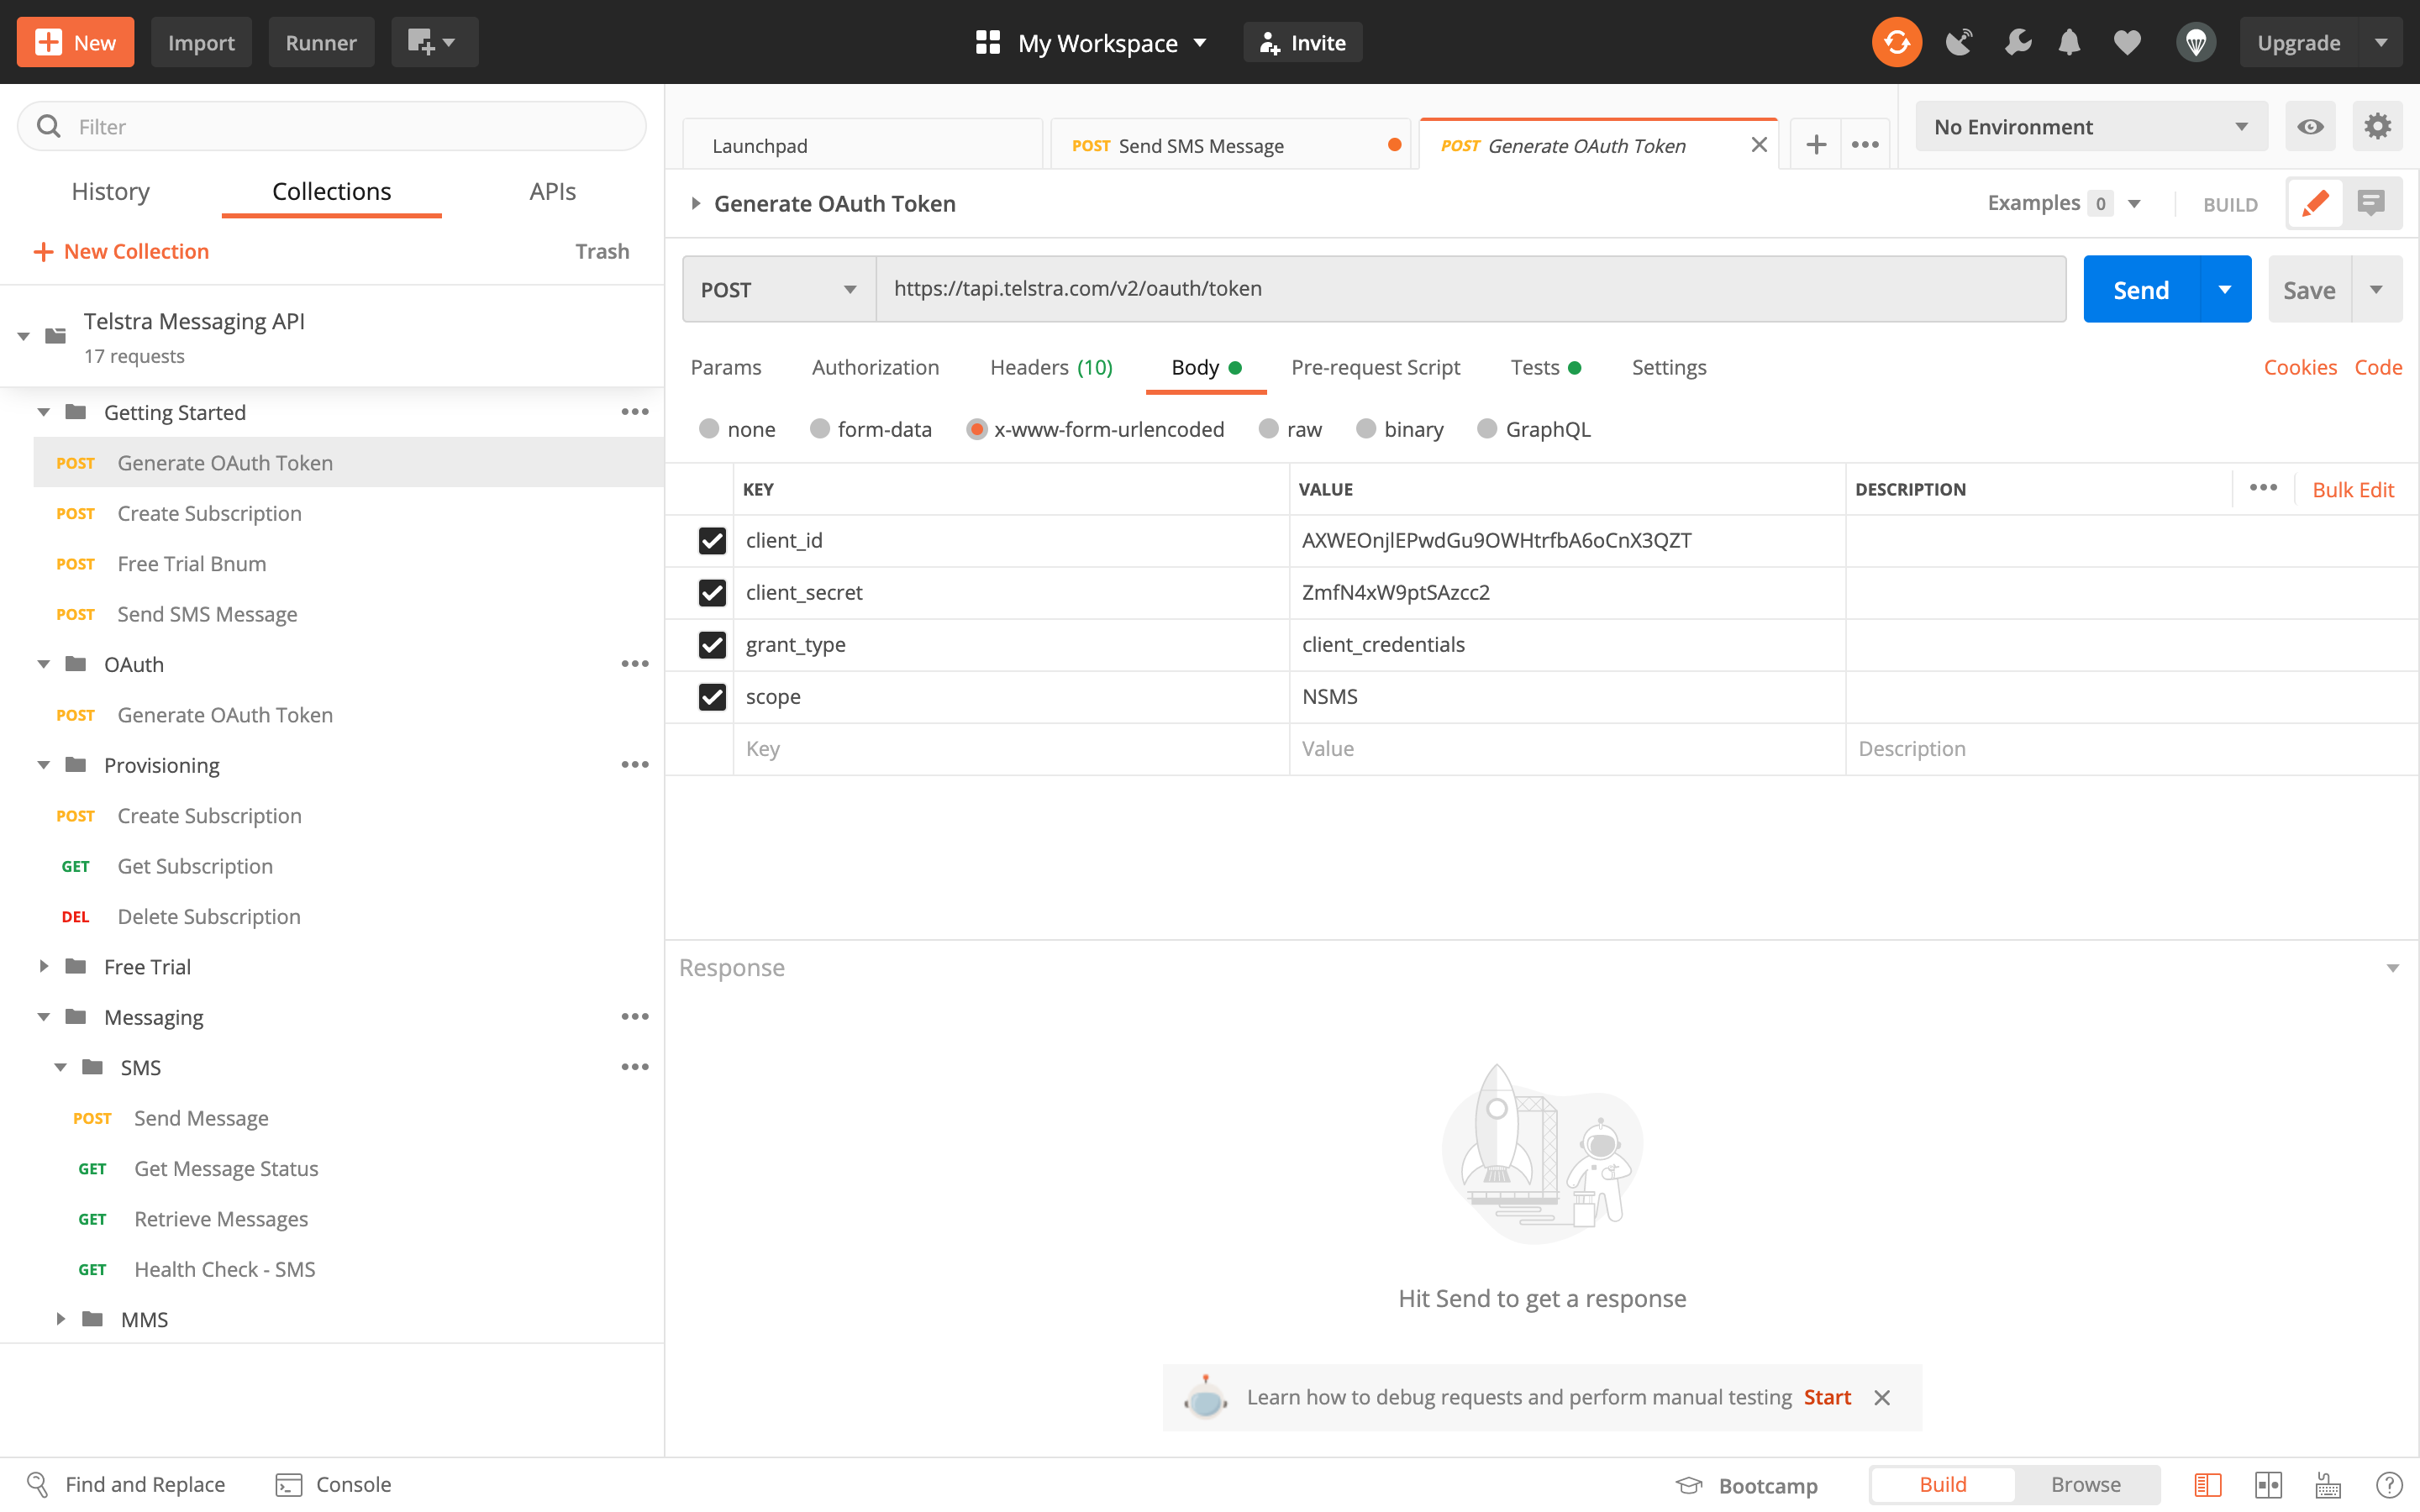 New
Import
Runner
My Workspace
Invite
Upgrade
Filter
History
Collections
APIs
New Collection
Trash
Telstra Messaging API
17 requests
Getting Started
POST Generate OAuth Token
POST Create Subscription
POST Free Trial Bnum
POST Send SMS Message
OAuth
POST Generate OAuth Token
Provisioning
POST Create Subscription
GET Get Subscription
DEL Delete Subscription
Free Trial
Messaging
SMS
POST Send Message
GET Get Message Status
GET Retrieve Messages
GET Health Check - SMS
MMS
Launchpad
POST Send SMS Message
POST Generate OAuth Token
No Environment
Generate OAuth Token
Examples 0
BUILD
POST
https://tapi.telstra.com/v2/oauth/token
Send
Save
Params
Authorization
Headers (10)
Body
Pre-request Script
Tests
Settings
Cookies
Code
none
form-data
x-www-form-urlencoded
raw
binary
GraphQL
KEY
VALUE
DESCRIPTION
Bulk Edit
client_id
AXWEOnjlEPwdGu9OWHtrfbA6oCnX3QZT
client_secret
ZmfN4xW9ptSAzcc2
grant_type
client_credentials
scope
NSMS
Key
Value
Description
Response
Hit Send to get a response
Learn how to debug requests and perform manual testing Start
Find and Replace
Console
Bootcamp
Build
Browse